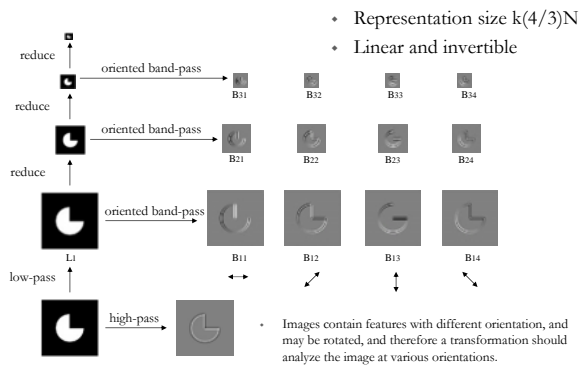 • Representation size k(4/3)N
• Linear and invertible
reduce
oriented band-pass
B31 B32 B33 B34
reduce
oriented band-pass
B21 B22 B23 B24
reduce
oriented band-pass
L1 B11 B12 B13 B14
low-pass
high-pass
• Images contain features with different orientation, and
may be rotated, and therefore a transformation should
analyze the image at various orientations.